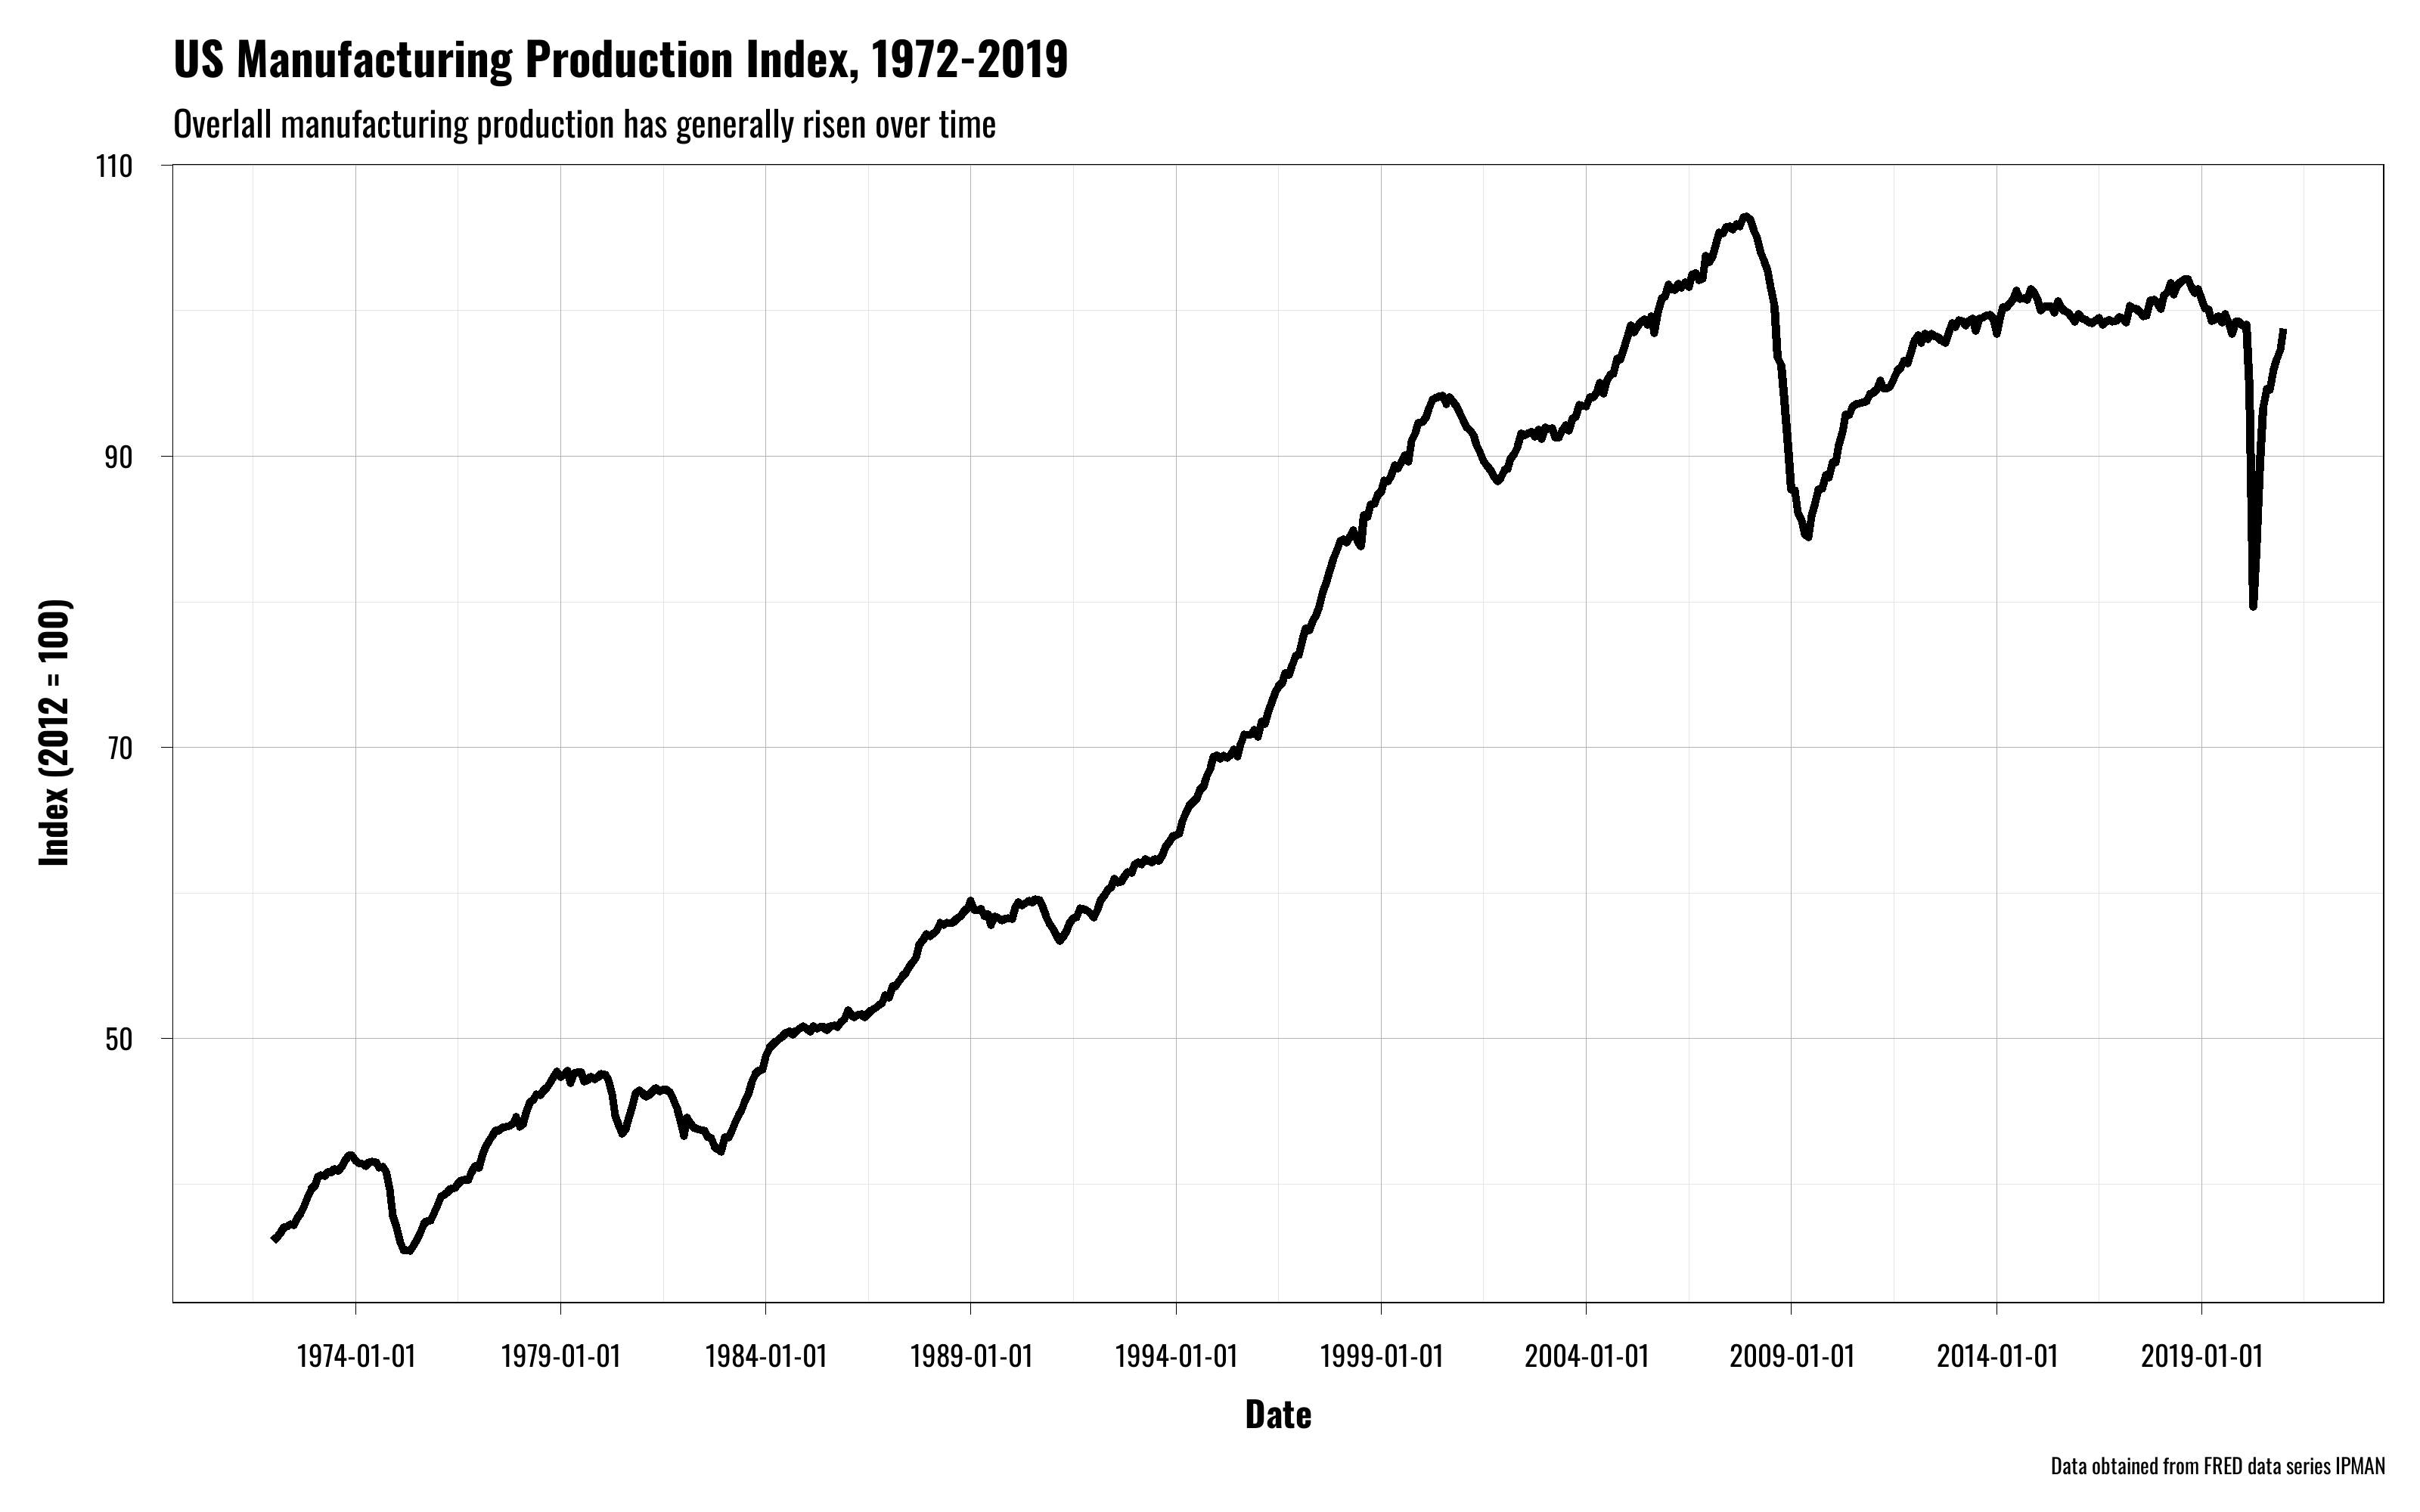 US Manufacturing Production Index, 1972-2019
Overlall manufacturing production has generally risen over time
110
90
70
50
Index (2012 = 100)
1974-01-01
1979-01-01
1984-01-01
1989-01-01
1994-01-01
1999-01-01
2004-01-01
2009-01-01
2014-01-01
2019-01-01
Date
Data obtained from FRED data series IPMAN